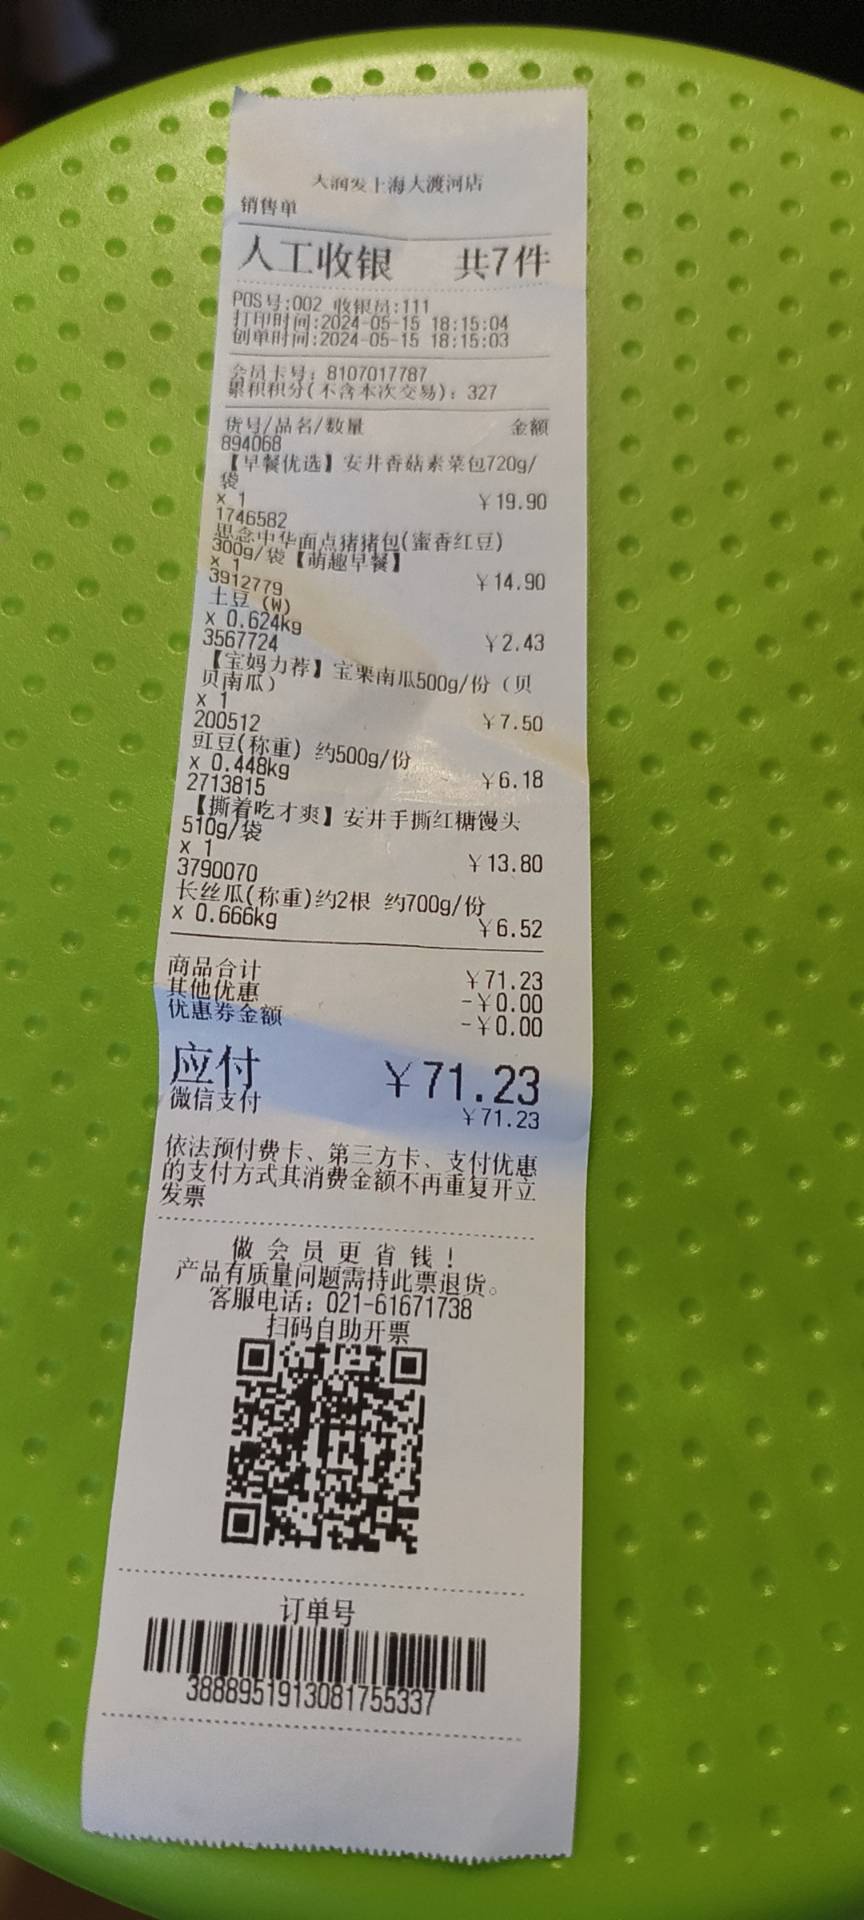 大润发上海大渡河店
销售单
人工收银 共7件
POS号:002 收银员:111
打印时间:2024-05-15 18:15:04
创单时间:2024-05-15 18:15:03
会员卡号：8107017787
累积积分(不含本次交易)：327
货号/品名/数量 金额
894068
【早餐优选】安井香菇素菜包720g/
袋
x 1 ￥19.90
1746582
思念中华面点猪猪包(蜜香红豆)
300g/袋【萌趣早餐】
x 1 ￥14.90
3912779
土豆 (W)
x 0.624kg ￥2.43
3567724
【宝妈力荐】宝栗南瓜500g/份（贝
贝南瓜）
x 1 ￥7.50
200512
豇豆(称重) 约500g/份
x 0.448kg ￥6.18
2713815
【撕着吃才爽】安井手撕红糖馒头
510g/袋
x 1 ￥13.80
3790070
长丝瓜(称重)约2根 约700g/份
x 0.666kg ￥6.52
商品合计 ￥71.23
其他优惠 -￥0.00
优惠券金额 -￥0.00
应付 ￥71.23
微信支付 ￥71.23
依法预付费卡、第三方卡、支付优惠
的支付方式其消费金额不再重复开立
发票
做会员更省钱！
产品有质量问题需持此票退货。
客服电话：021-61671738
扫码自助开票
订单号
3888951913081755337